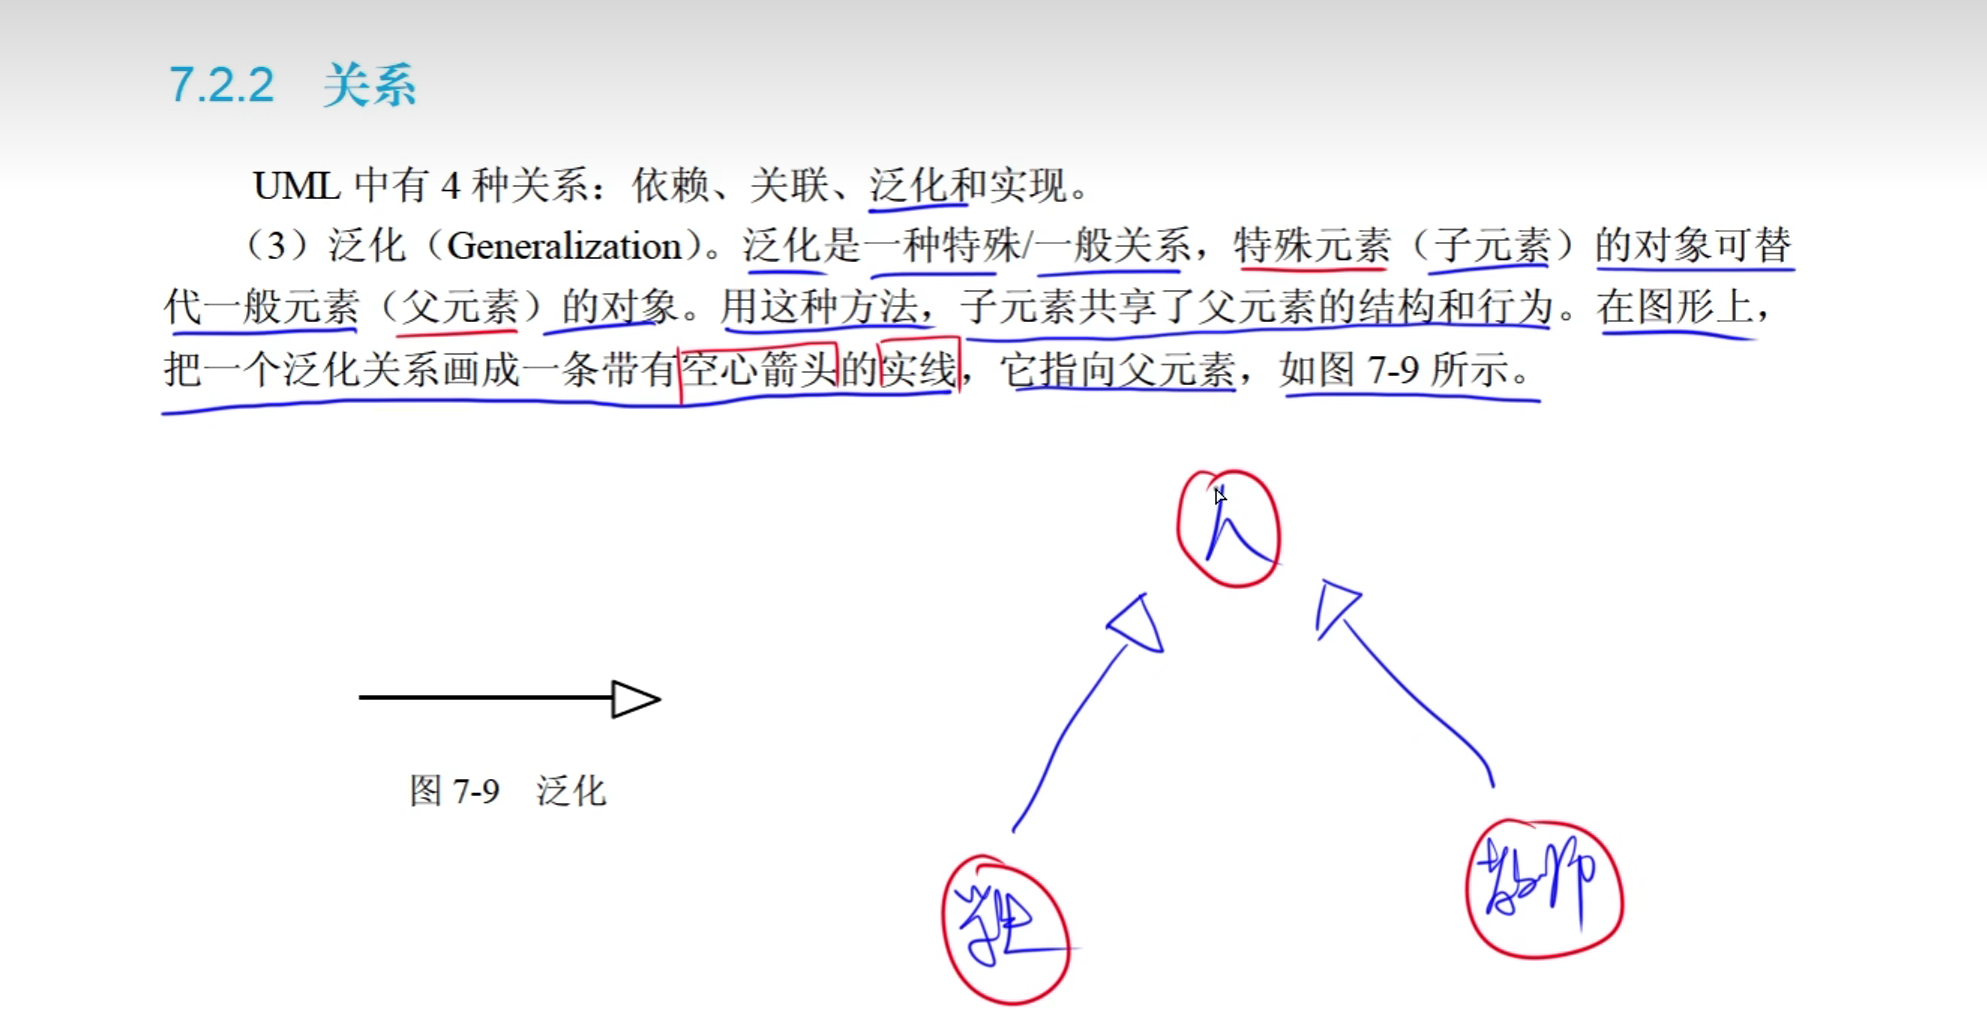 7.2.2 关系
UML 中有 4 种关系：依赖、关联、泛化和实现。
（3）泛化（Generalization）。泛化是一种特殊/一般关系，特殊元素（子元素）的对象可替
代一般元素（父元素）的对象。用这种方法，子元素共享了父元素的结构和行为。在图形上，
把一个泛化关系画成一条带有空心箭头的实线，它指向父元素，如图 7-9 所示。
人
图 7-9 泛化
学生
教师